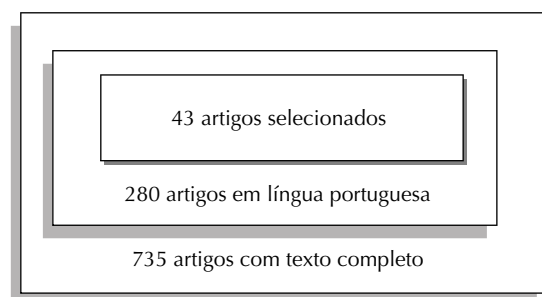 43 artigos selecionados
280 artigos em língua portuguesa
735 artigos com texto completo